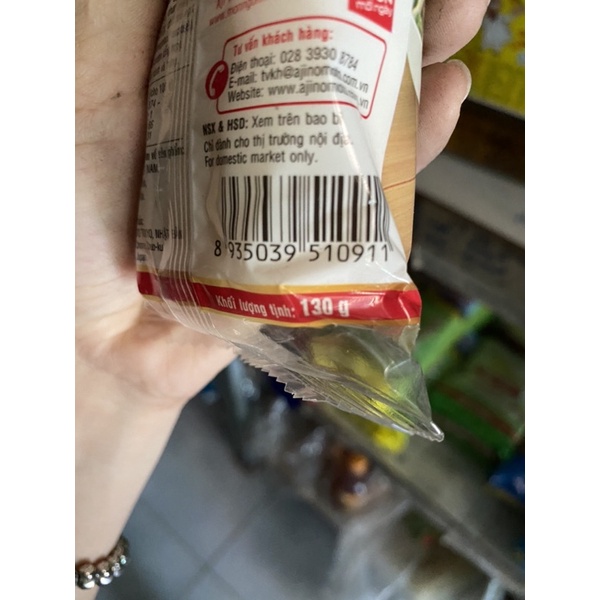 Tư vấn khách hàng:
Điện thoại: 028 3930 8784
E-mail: tvkh@ajinomoto.com.vn
Website: www.ajinomoto.com.vn
NSX & HSD: Xem trên bao bì
Chỉ dành cho thị trường nội địa.
For domestic market only.
8 935039 510911
Khối lượng tịnh: 130 g